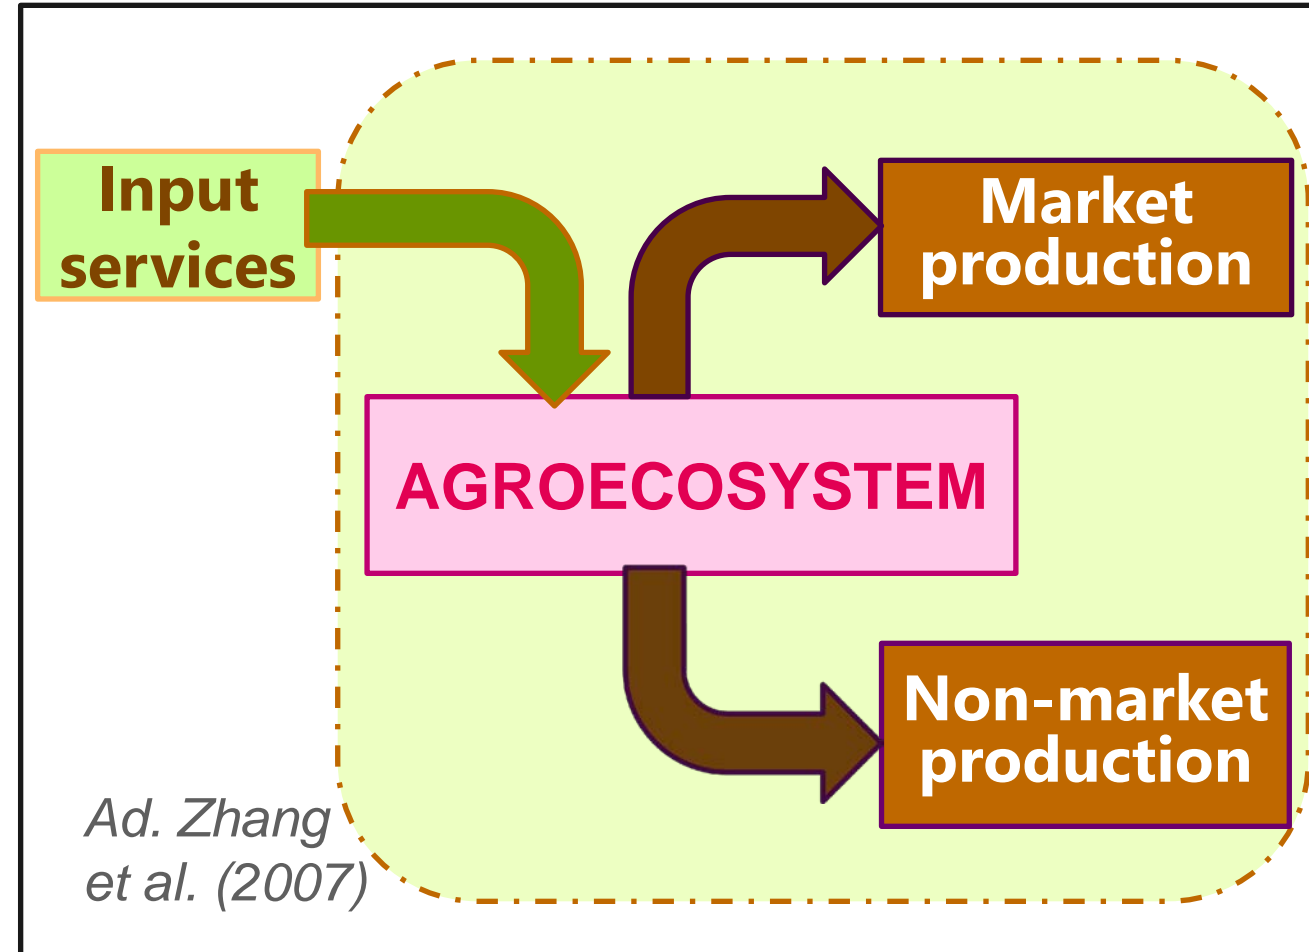 Input
services
Market
production
AGROECOSYSTEM
Non-market
production
Ad. Zhang
et al. (2007)